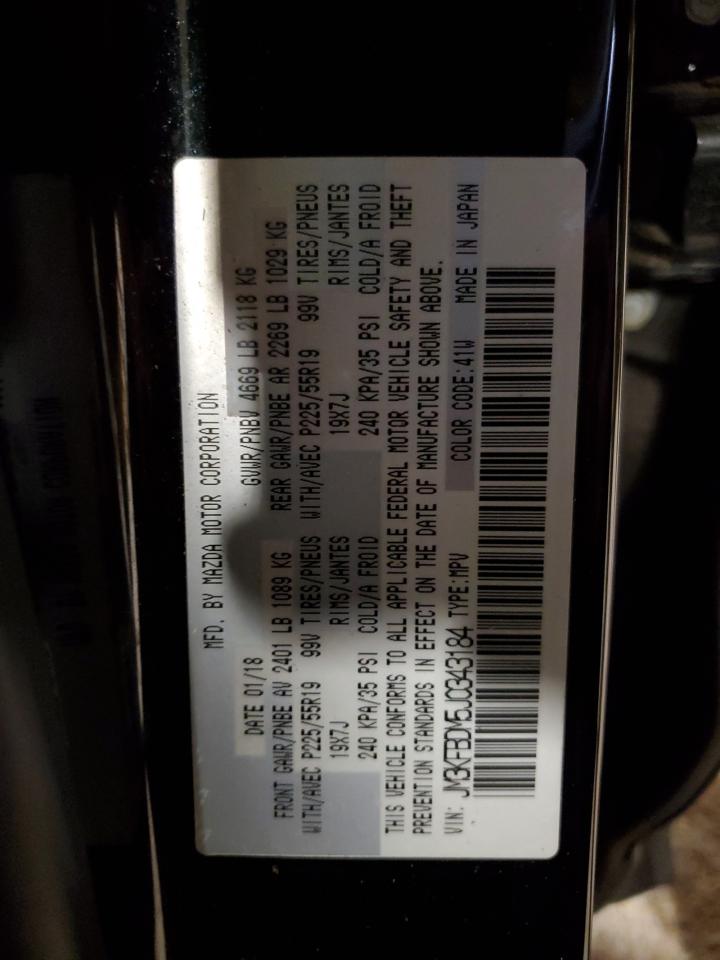 MFD. BY MAZDA MOTOR CORPORATION
DATE 01/18 GVWR/PNBV 4669 LB 2118 KG
FRONT GAWR/PNBE AV 2401 LB 1089 KG REAR GAWR/PNBE AR 2269 LB 1029 KG
WITH/AVEC P225/55R19 99V TIRES/PNEUS WITH/AVEC P225/55R19 99V TIRES/PNEUS
19X7J RIMS/JANTES 19X7J RIMS/JANTES
240 KPA/35 PSI COLD/A FROID 240 KPA/35 PSI COLD/A FROID
THIS VEHICLE CONFORMS TO ALL APPLICABLE FEDERAL MOTOR VEHICLE SAFETY AND THEFT
PREVENTION STANDARDS IN EFFECT ON THE DATE OF MANUFACTURE SHOWN ABOVE.
VIN: JM3KFBDM5J0343184 TYPE:MPV COLOR CODE:41W MADE IN JAPAN